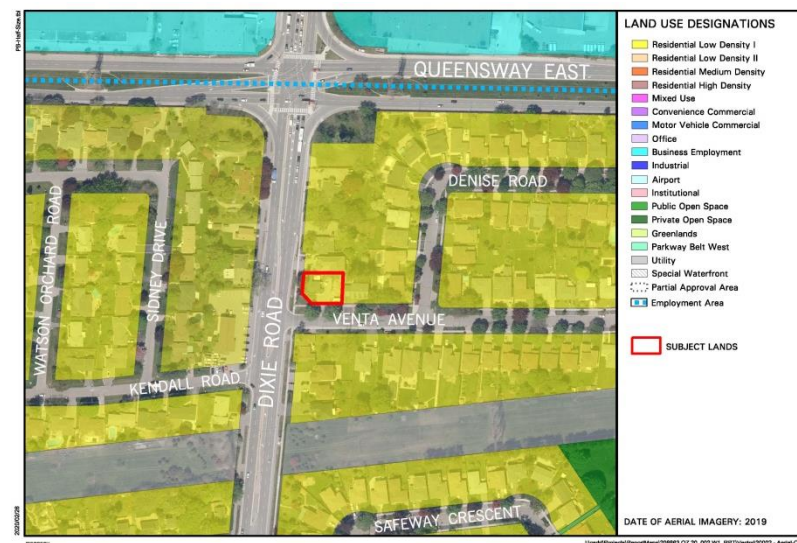 QUEENSWAY EAST
DENISE ROAD
WATSON ORCHARD ROAD
SIDNEY DRIVE
DIXIE ROAD
VENTA AVENUE
KENDALL ROAD
SAFEWAY CRESCENT
LAND USE DESIGNATIONS
Residential Low Density I
Residential Low Density II
Residential Medium Density
Residential High Density
Mixed Use
Convenience Commercial
Motor Vehicle Commercial
Office
Business Employment
Industrial
Airport
Institutional
Public Open Space
Private Open Space
Greenlands
Parkway Belt West
Utility
Special Waterfront
Partial Approval Area
Employment Area
SUBJECT LANDS
DATE OF AERIAL IMAGERY: 2019
2020/02/26